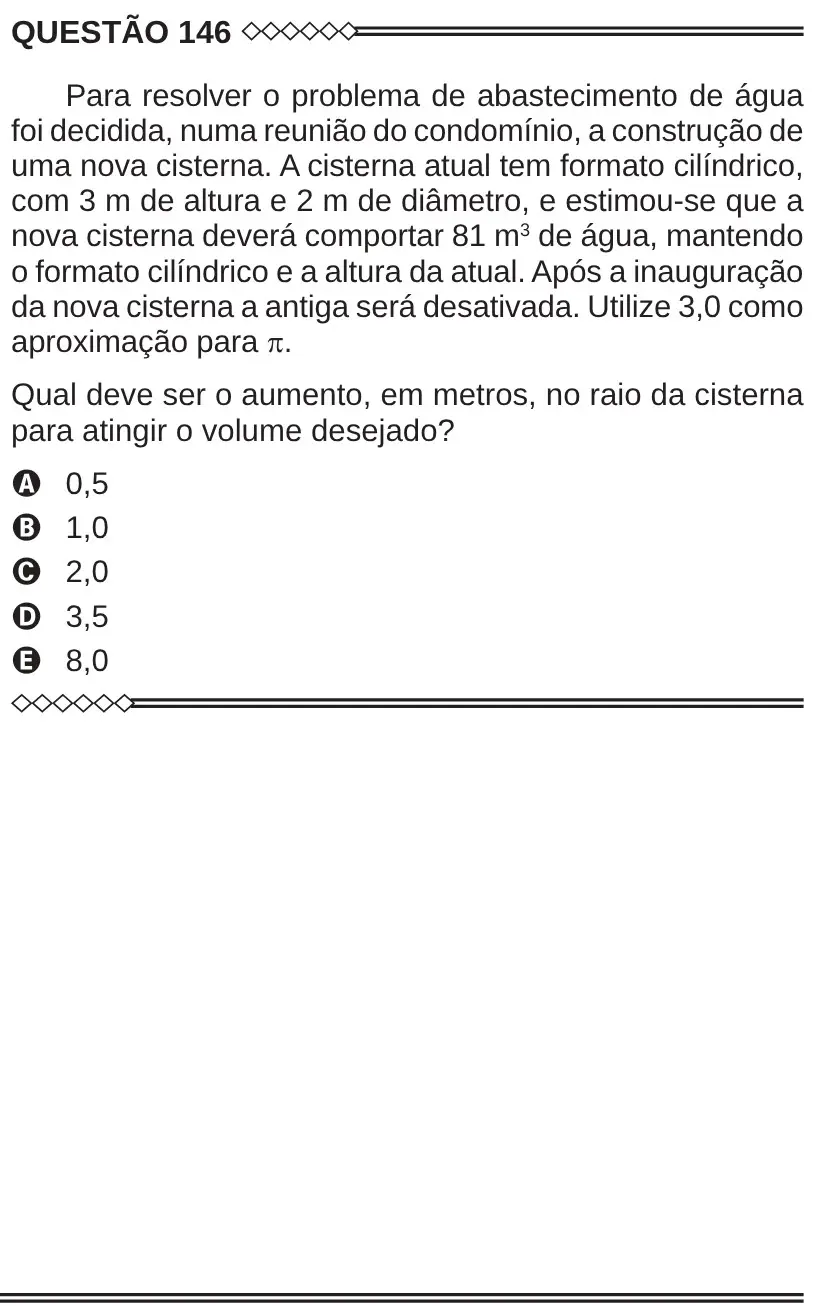 QUESTÃO 146
Para resolver o problema de abastecimento de água
foi decidida, numa reunião do condomínio, a construção de
uma nova cisterna. A cisterna atual tem formato cilíndrico,
com 3 m de altura e 2 m de diâmetro, e estimou-se que a
nova cisterna deverá comportar 81 m³ de água, mantendo
o formato cilíndrico e a altura da atual. Após a inauguração
da nova cisterna a antiga será desativada. Utilize 3,0 como
aproximação para π.
Qual deve ser o aumento, em metros, no raio da cisterna
para atingir o volume desejado?
A 0,5
B 1,0
C 2,0
D 3,5
E 8,0